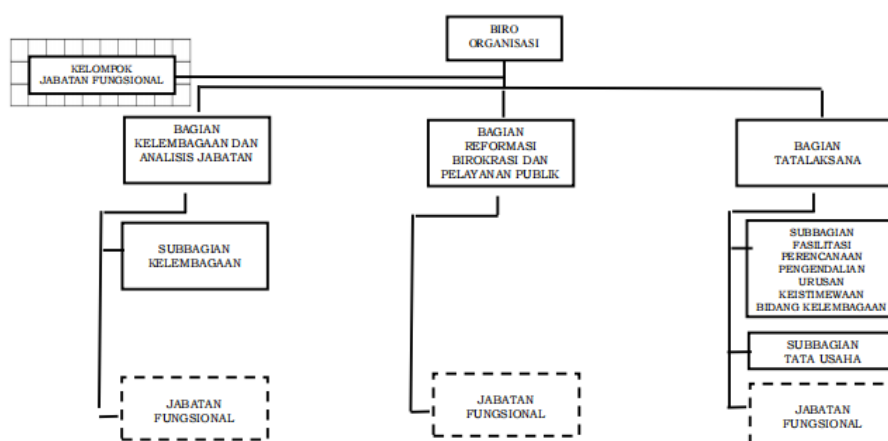 BIRO
ORGANISASI
KELOMPOK
JABATAN FUNGSIONAL
BAGIAN
KELEMBAGAAN DAN
ANALISIS JABATAN
BAGIAN
REFORMASI
BIROKRASI DAN
PELAYANAN PUBLIK
BAGIAN
TATALAKSANA
SUBBAGIAN
KELEMBAGAAN
SUBBAGIAN
FASILITASI
PERENCANAAN
PENGENDALIAN
URUSAN
KEISTIMEWAAN
BIDANG KELEMBAGAAN
SUBBAGIAN
TATA USAHA
JABATAN
FUNGSIONAL
JABATAN
FUNGSIONAL
JABATAN
FUNGSIONAL